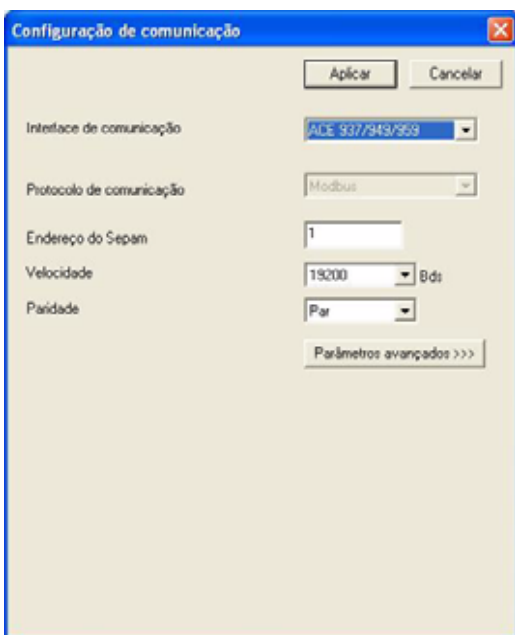 Configuração de comunicação
Aplicar Cancelar
Interface de comunicação ACE 937/949/959
Protocolo de comunicação Modbus
Endereço do Sepam 1
Velocidade 19200 Bds
Paridade Par
Parâmetros avançados >>>